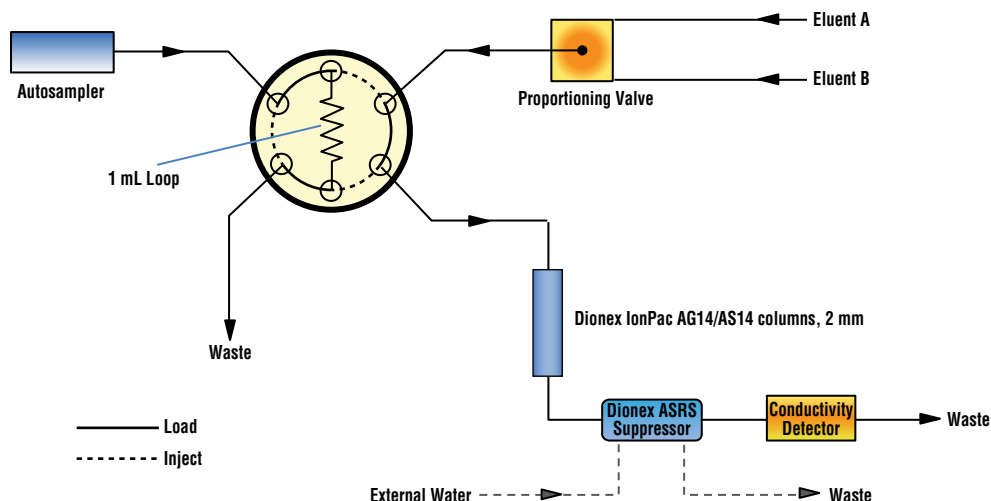 Eluent A
Autosampler
Eluent B
Proportioning Valve
1 mL Loop
Dionex IonPac AG14/AS14 columns, 2 mm
Waste
Load
Inject
Dionex ASRS
Suppressor
Conductivity
Detector
Waste
External Water
Waste